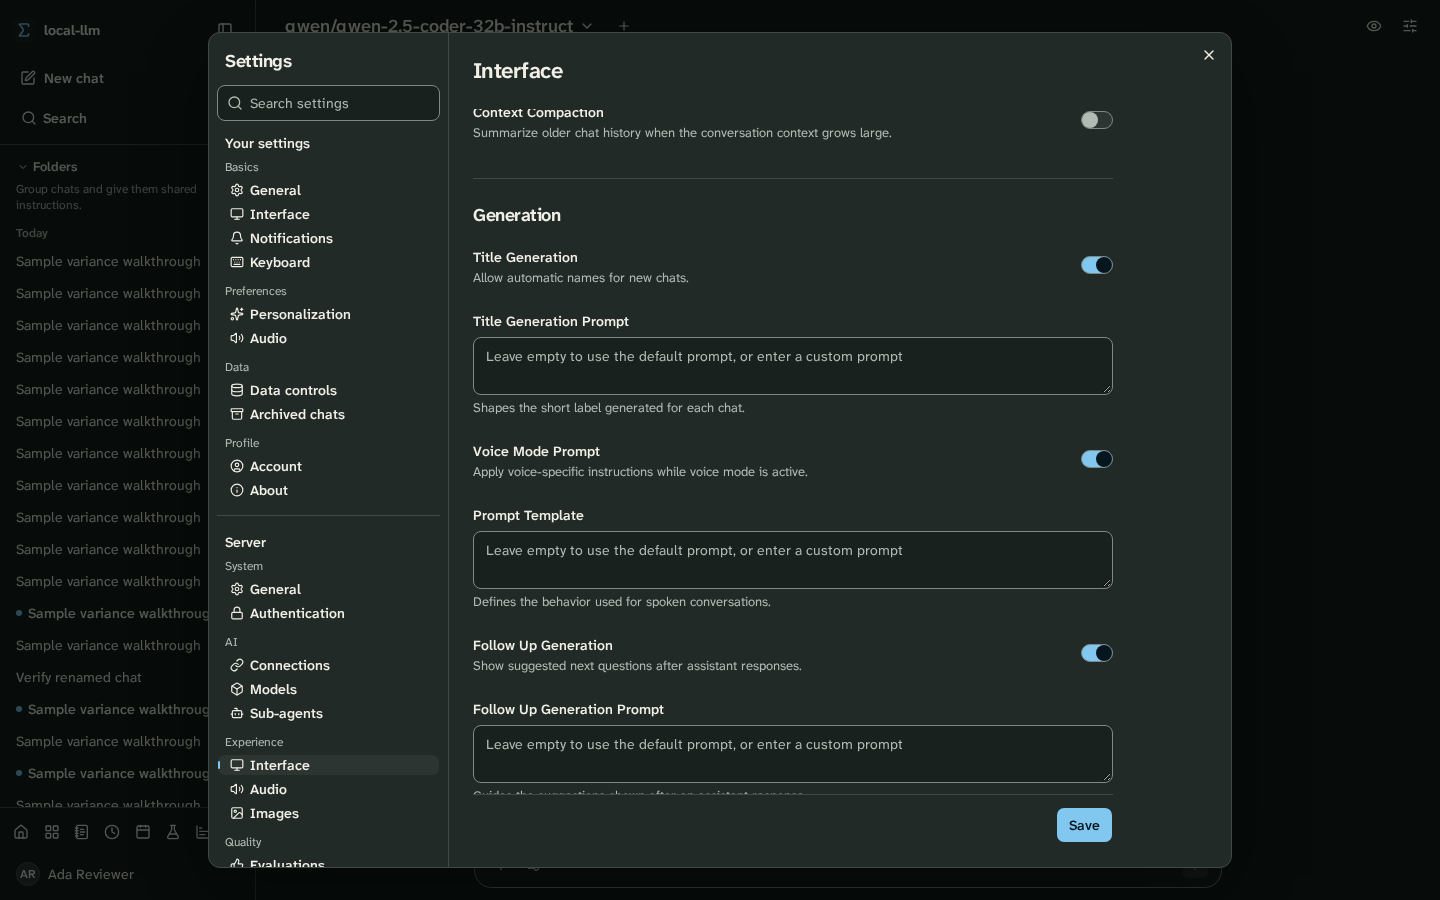 local-llm
New chat
Search
Folders
Group chats and give them shared
instructions.
Today
Sample variance walkthrough
Sample variance walkthrough
Sample variance walkthrough
Sample variance walkthrough
Sample variance walkthrough
Sample variance walkthrough
Sample variance walkthrough
Sample variance walkthrough
Sample variance walkthrough
Sample variance walkthrough
Sample variance walkthrough
Sample variance walkthroug
Sample variance walkthrough
Verify renamed chat
Sample variance walkthroug
Sample variance walkthrough
Sample variance walkthroug
Sample variance walkthrough
AR
Ada Reviewer
qwen/qwen-2.5-coder-32b-instruct
Settings
Search settings
Your settings
Basics
General
Interface
Notifications
Keyboard
Preferences
Personalization
Audio
Data
Data controls
Archived chats
Profile
Account
About
Server
System
General
Authentication
AI
Connections
Models
Sub-agents
Experience
Interface
Audio
Images
Quality
Evaluations
Interface
Context Compaction
Summarize older chat history when the conversation context grows large.
Generation
Title Generation
Allow automatic names for new chats.
Title Generation Prompt
Leave empty to use the default prompt, or enter a custom prompt
Shapes the short label generated for each chat.
Voice Mode Prompt
Apply voice-specific instructions while voice mode is active.
Prompt Template
Leave empty to use the default prompt, or enter a custom prompt
Defines the behavior used for spoken conversations.
Follow Up Generation
Show suggested next questions after assistant responses.
Follow Up Generation Prompt
Leave empty to use the default prompt, or enter a custom prompt
Guides the suggestions shown after an assistant response.
Save